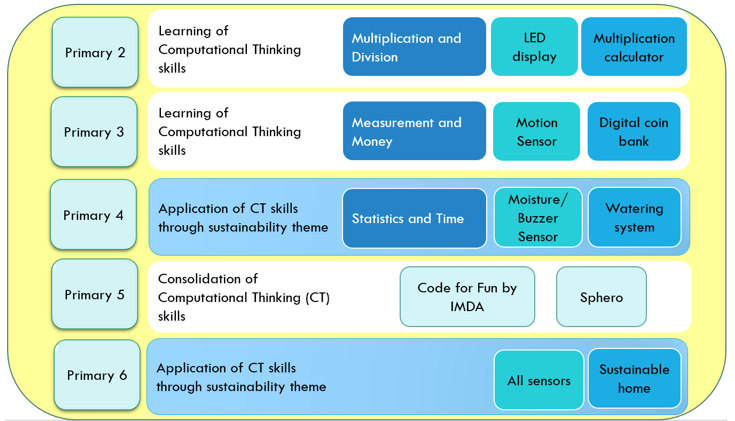 Primary 2
Learning of
Computational Thinking
skills
Multiplication and
Division
LED
display
Multiplication
calculator
Primary 3
Learning of
Computational Thinking
skills
Measurement and
Money
Motion
Sensor
Digital coin
bank
Primary 4
Application of CT skills
through sustainability theme
Statistics and Time
Moisture/
Buzzer
Sensor
Watering
system
Primary 5
Consolidation of
Computational Thinking (CT)
skills
Code for Fun by
IMDA
Sphero
Primary 6
Application of CT skills
through sustainability theme
All sensors
Sustainable
home